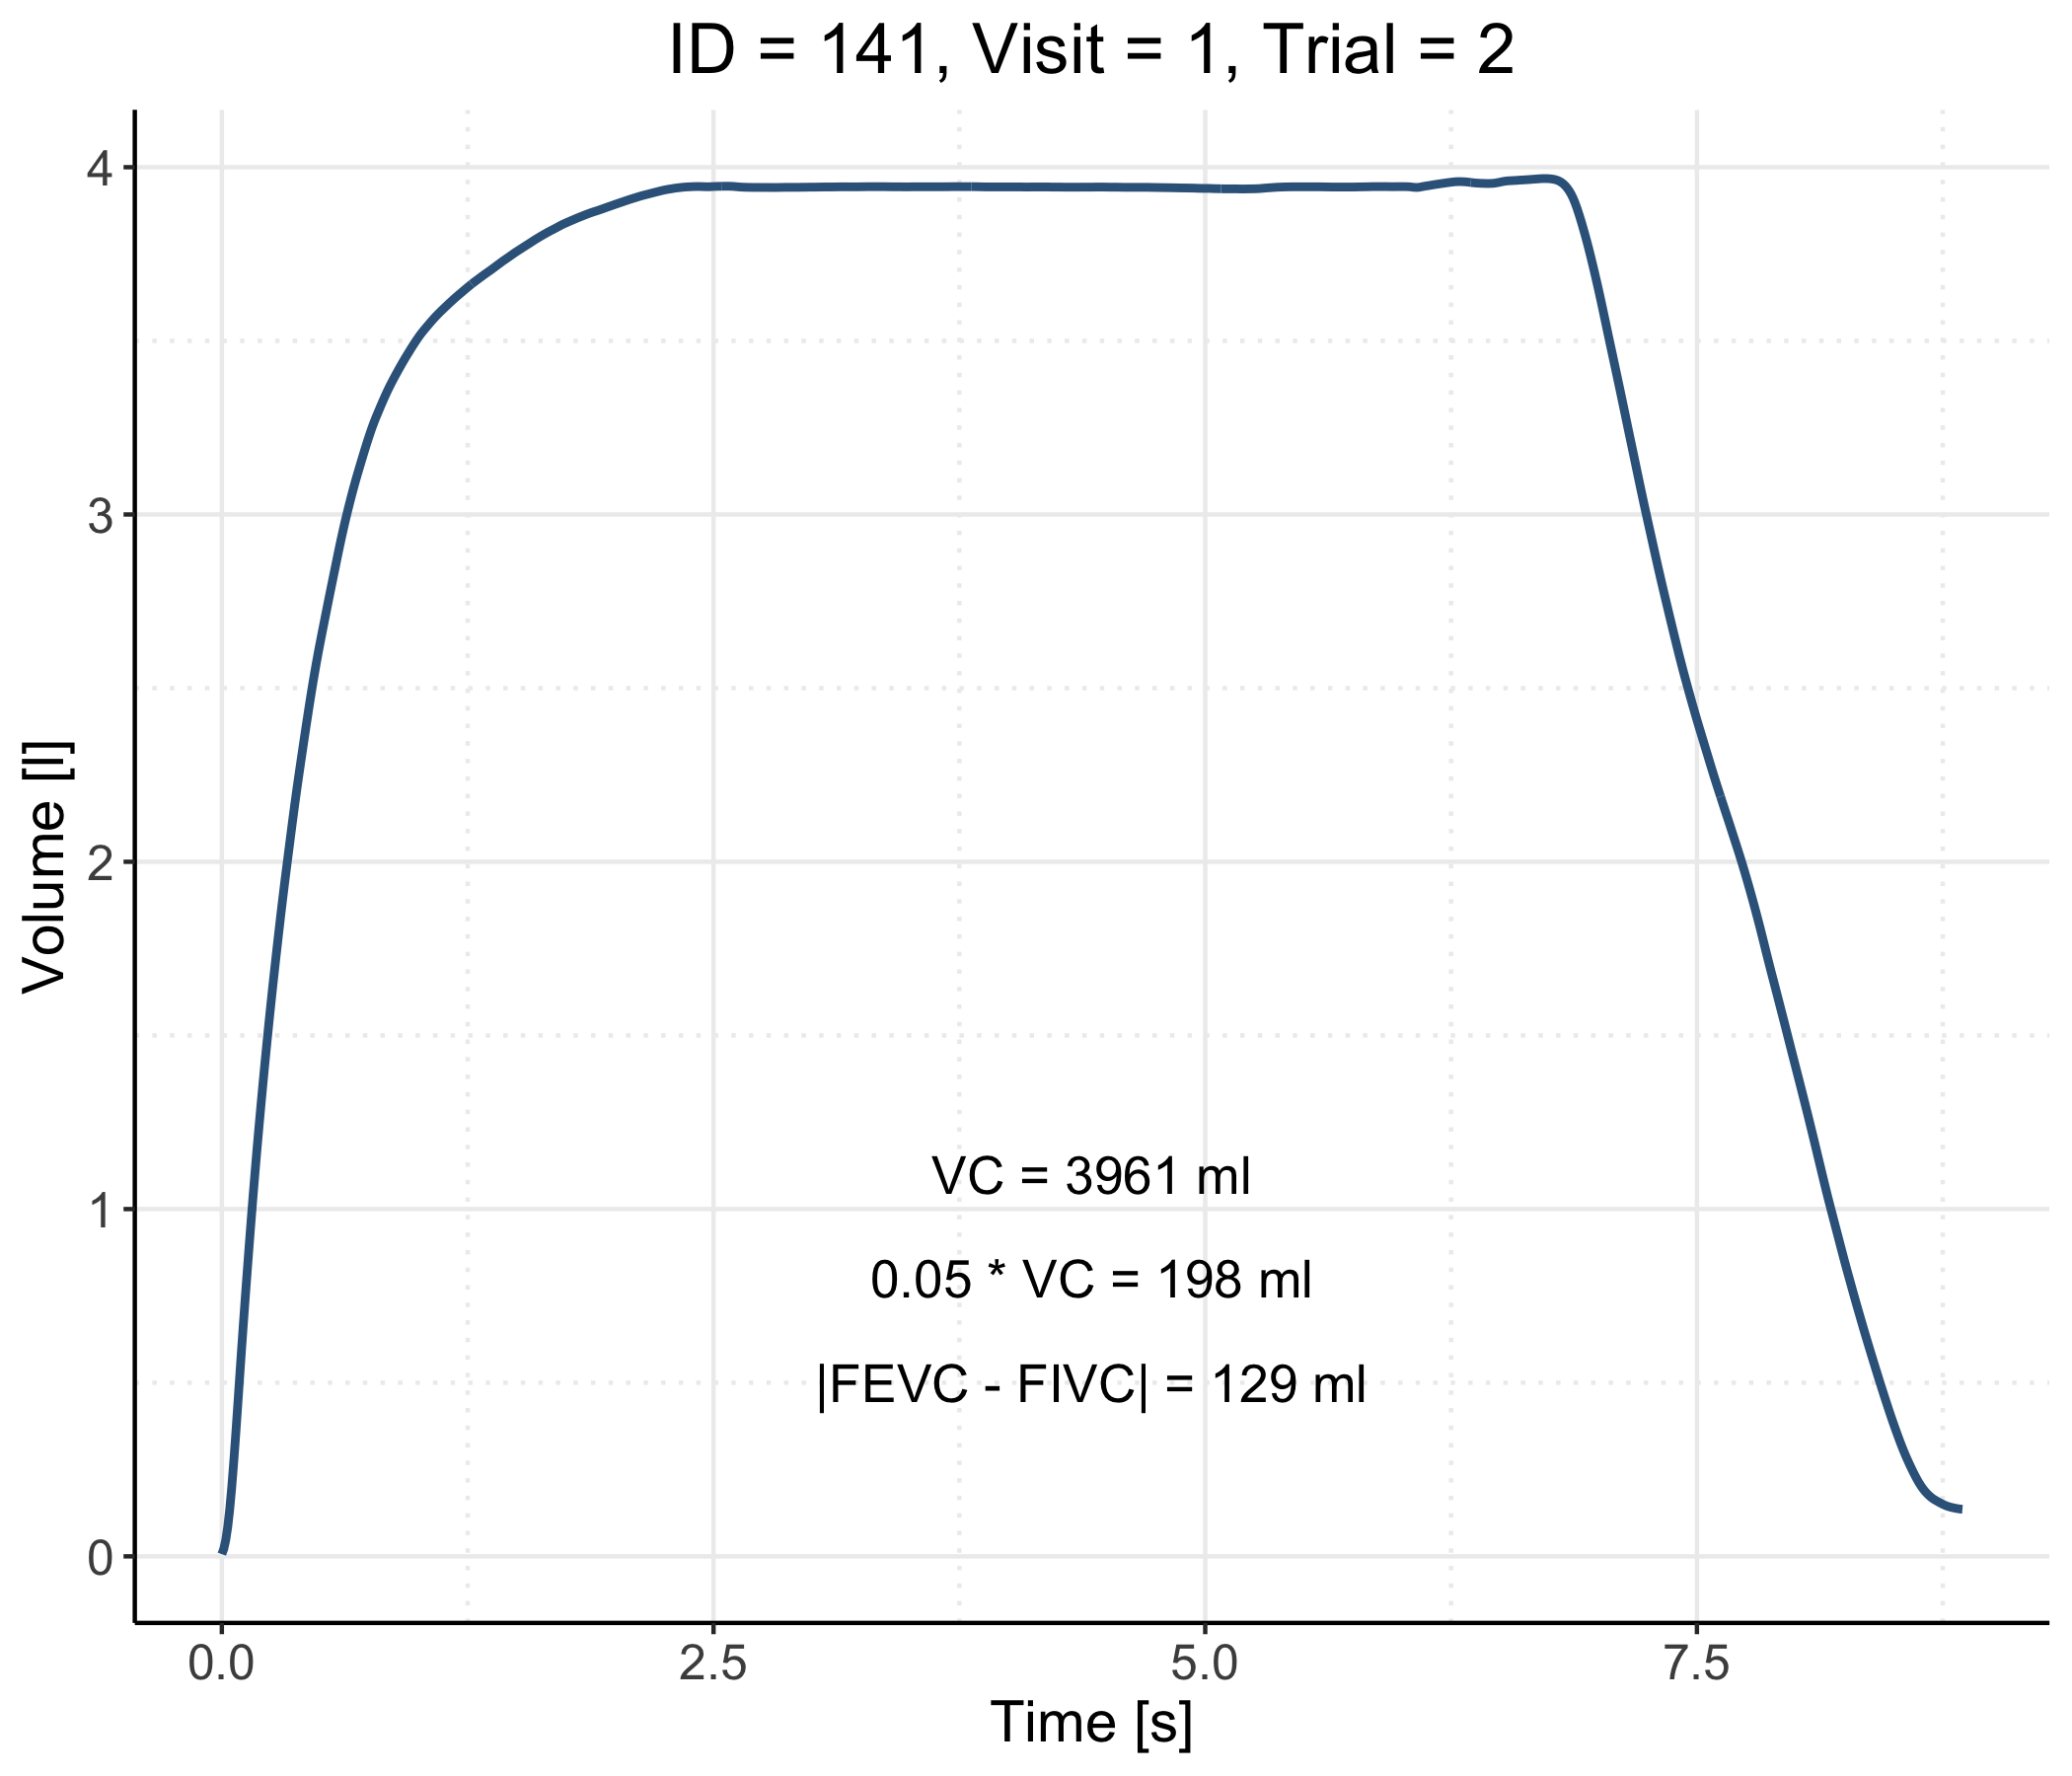 ID = 141, Visit = 1, Trial = 2
4
3
2
1
0
Volume [l]
VC = 3961 ml
0.05 * VC = 198 ml
|FEVC - FIVC| = 129 ml
0.0 2.5 5.0 7.5
Time [s]